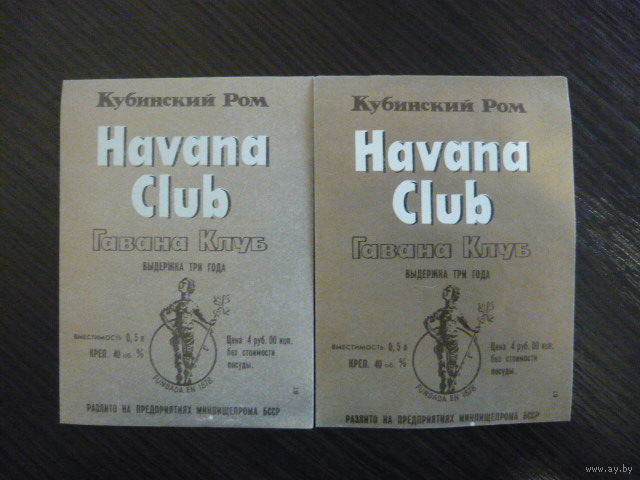 Кубинский Ром
Havana
Club
Гавана Клуб
ВЫДЕРЖКА ТРИ ГОДА
ВМЕСТИМОСТЬ 0,5 л
КРЕП. 40 об. %
Цена 4 руб. 00 коп.
без стоимости
посуды.
FUNDADA EN 1878
РАЗЛИТО НА ПРЕДПРИЯТИЯХ МИНПИЩЕПРОМА БССР
Кубинский Ром
Havana
Club
Гавана Клуб
ВЫДЕРЖКА ТРИ ГОДА
ВМЕСТИМОСТЬ 0,5 л
КРЕП. 40 об. %
Цена 4 руб. 00 коп.
без стоимости
посуды.
FUNDADA EN 1878
РАЗЛИТО НА ПРЕДПРИЯТИЯХ МИНПИЩЕПРОМА БССР
www.ay.by